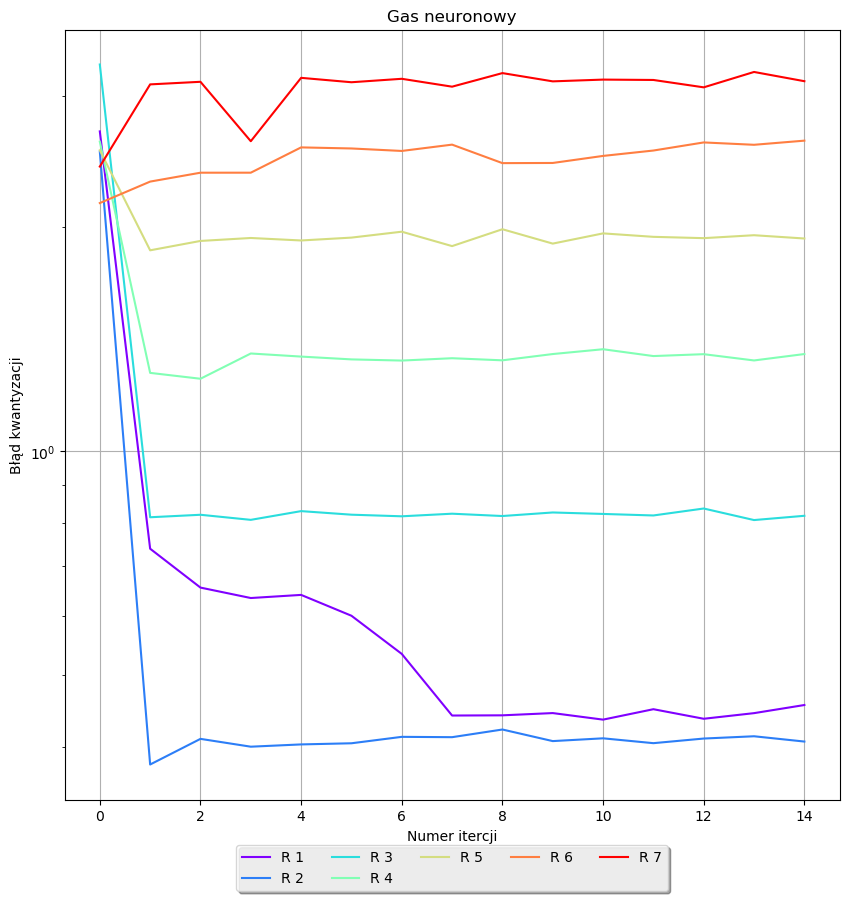 Gas neuronowy
Błąd kwantyzacji
10⁰
0 2 4 6 8 10 12 14
Numer itercji
R 1 R 3 R 5 R 6 R 7
R 2 R 4